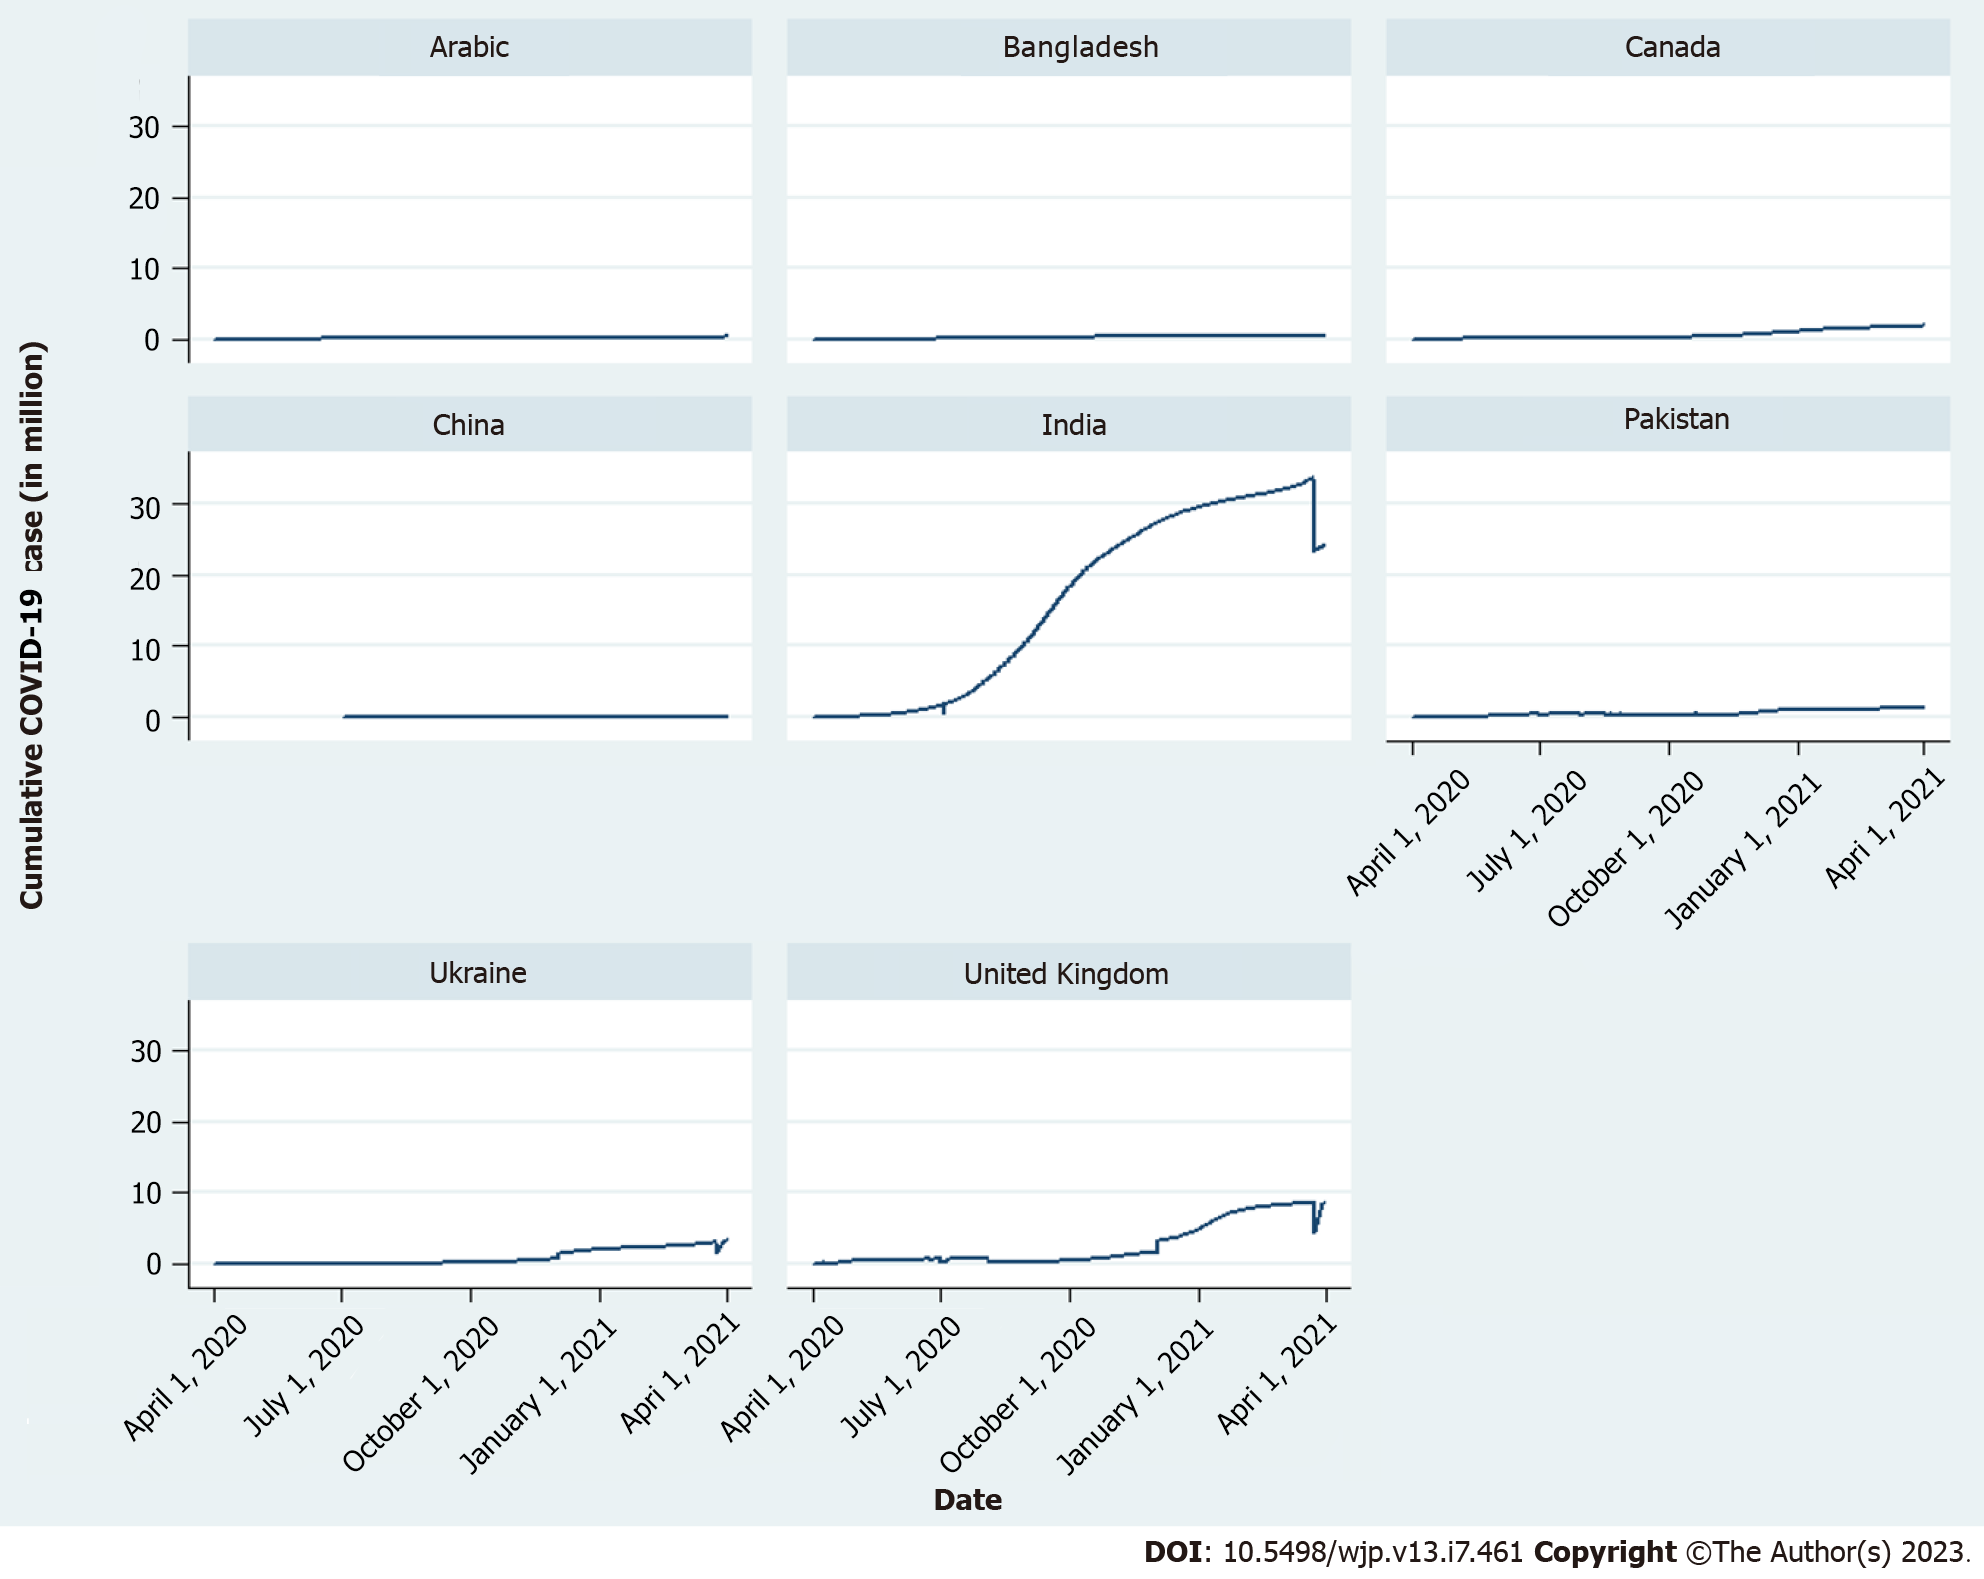 Arabic
Bangladesh
Canada
30
20
10
0
China
India
Pakistan
30
20
10
0
April 1, 2020
July 1, 2020
October 1, 2020
January 1, 2021
Apri 1, 2021
Cumulative COVID-19 case (in million)
Ukraine
United Kingdom
30
20
10
0
April 1, 2020
July 1, 2020
October 1, 2020
January 1, 2021
Apri 1, 2021
April 1, 2020
July 1, 2020
October 1, 2020
January 1, 2021
Apri 1, 2021
Date
DOI: 10.5498/wjp.v13.i7.461 Copyright ©The Author(s) 2023.